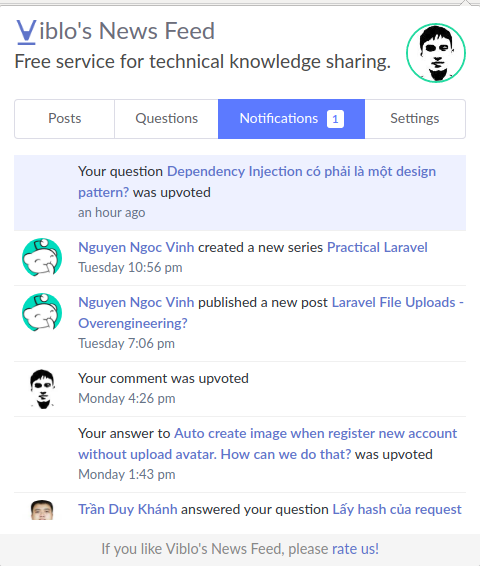 Viblo's News Feed
Free service for technical knowledge sharing.
Posts
Questions
Notifications 1
Settings
Your question Dependency Injection có phải là một design
pattern? was upvoted
an hour ago
Nguyen Ngoc Vinh created a new series Practical Laravel
Tuesday 10:56 pm
Nguyen Ngoc Vinh published a new post Laravel File Uploads -
Overengineering?
Tuesday 7:06 pm
Your comment was upvoted
Monday 4:26 pm
Your answer to Auto create image when register new account
without upload avatar. How can we do that? was upvoted
Monday 1:43 pm
Trần Duy Khánh answered your question Lấy hash của request
If you like Viblo's News Feed, please rate us!